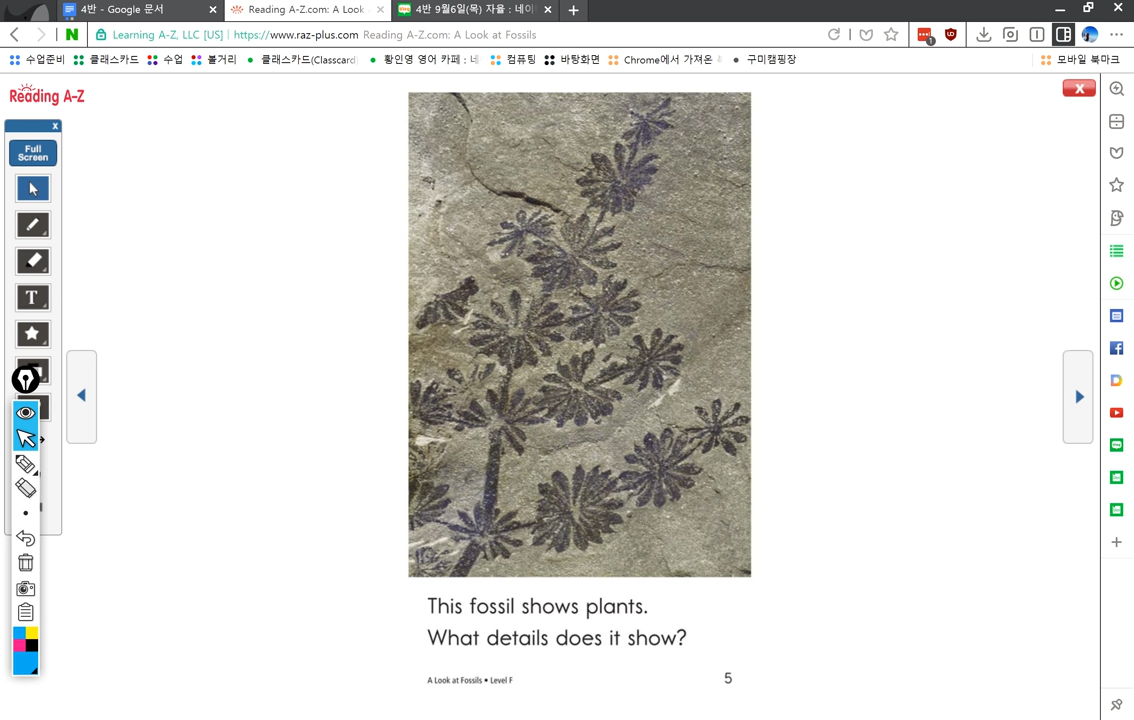 4반 - Google 문서
Reading A-Z.com: A Look
4반 9월6일(목) 자율 : 네이
Learning A-Z, LLC [US] | https://www.raz-plus.com Reading A-Z.com: A Look at Fossils
수업준비 클래스카드 수업 볼거리 클래스카드(Classcard 황인영 영어 카페 : 네 컴퓨팅 바탕화면 Chrome에서 가져온 구미캠핑장 모바일 북마크
Reading A-Z
x
Full
Screen
T
This fossil shows plants.
What details does it show?
A Look at Fossils • Level F 5